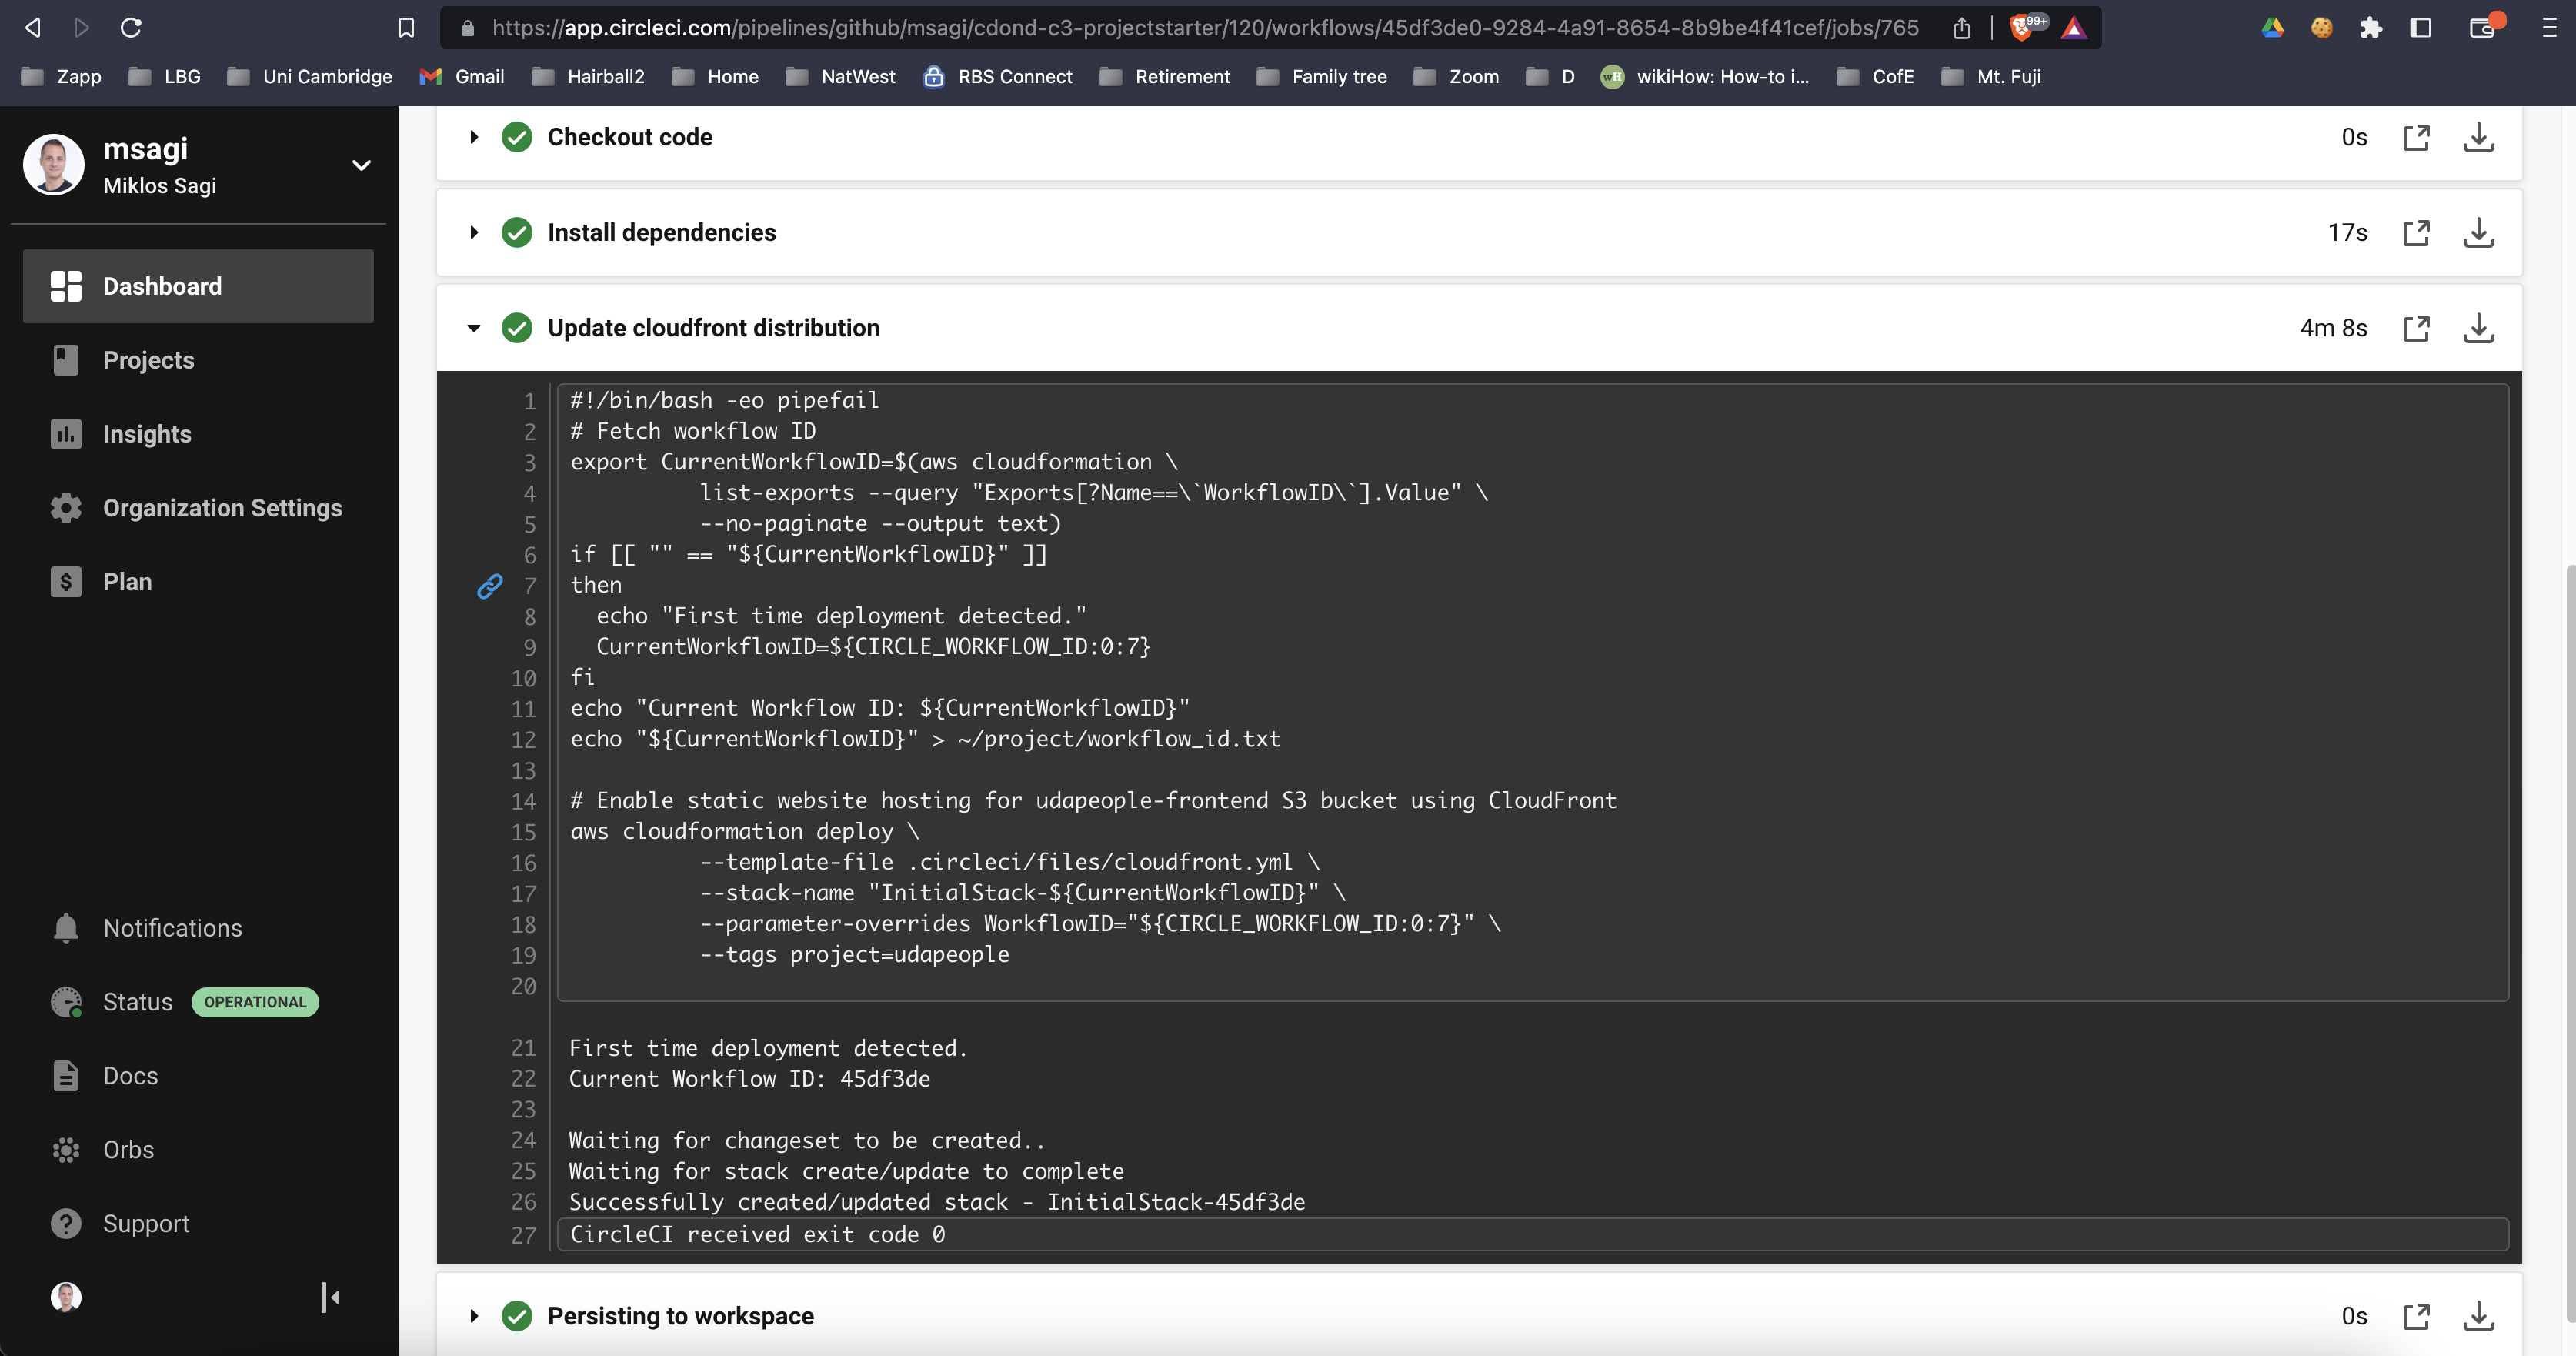 https://app.circleci.com/pipelines/github/msagi/cdond-c3-projectstarter/120/workflows/45df3de0-9284-4a91-8654-8b9be4f41cef/jobs/765
99+
Zapp
LBG
Uni Cambridge
Gmail
Hairball2
Home
NatWest
RBS Connect
Retirement
Family tree
Zoom
D
wH
wikiHow: How-to i...
CofE
Mt. Fuji
msagi
Miklos Sagi
Dashboard
Projects
Insights
Organization Settings
Plan
Notifications
Status OPERATIONAL
Docs
Orbs
Support
Checkout code 0s
Install dependencies 17s
Update cloudfront distribution 4m 8s
1 #!/bin/bash -eo pipefail
2 # Fetch workflow ID
3 export CurrentWorkflowID=$(aws cloudformation \
4 list-exports --query "Exports[?Name==\`WorkflowID\`].Value" \
5 --no-paginate --output text)
6 if [[ "" == "${CurrentWorkflowID}" ]]
7 then
8 echo "First time deployment detected."
9 CurrentWorkflowID=${CIRCLE_WORKFLOW_ID:0:7}
10 fi
11 echo "Current Workflow ID: ${CurrentWorkflowID}"
12 echo "${CurrentWorkflowID}" > ~/project/workflow_id.txt
13
14 # Enable static website hosting for udapeople-frontend S3 bucket using CloudFront
15 aws cloudformation deploy \
16 --template-file .circleci/files/cloudfront.yml \
17 --stack-name "InitialStack-${CurrentWorkflowID}" \
18 --parameter-overrides WorkflowID="${CIRCLE_WORKFLOW_ID:0:7}" \
19 --tags project=udapeople
20
21 First time deployment detected.
22 Current Workflow ID: 45df3de
23
24 Waiting for changeset to be created..
25 Waiting for stack create/update to complete
26 Successfully created/updated stack - InitialStack-45df3de
27 CircleCI received exit code 0
Persisting to workspace 0s